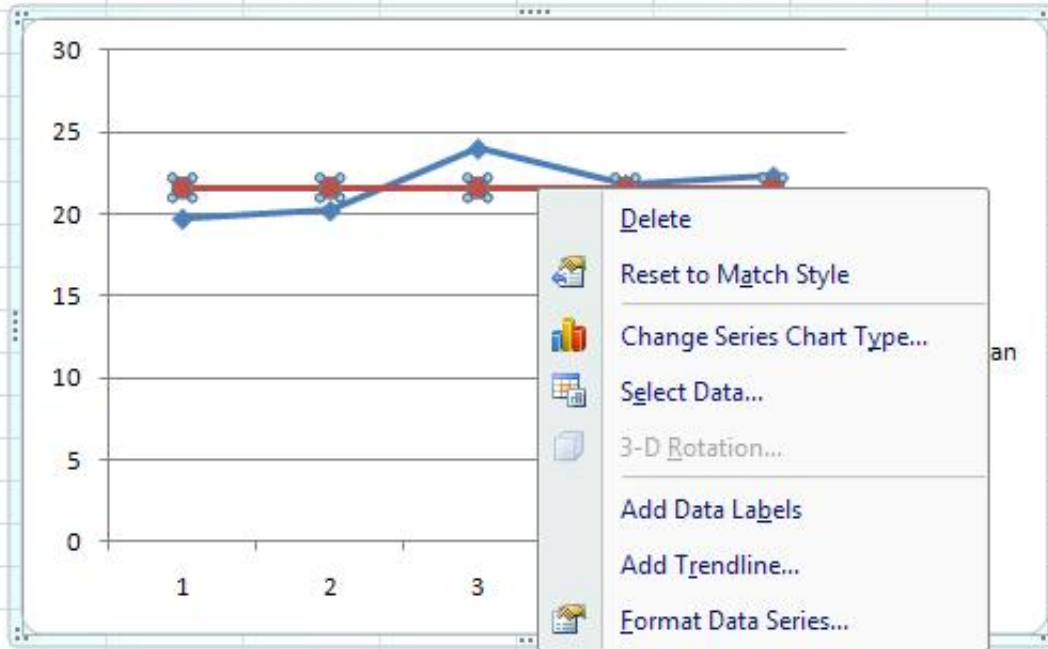 30
25
20
15
10
5
0
1 2 3
an
Delete
Reset to Match Style
Change Series Chart Type...
Select Data...
3-D Rotation...
Add Data Labels
Add Trendline...
Format Data Series...